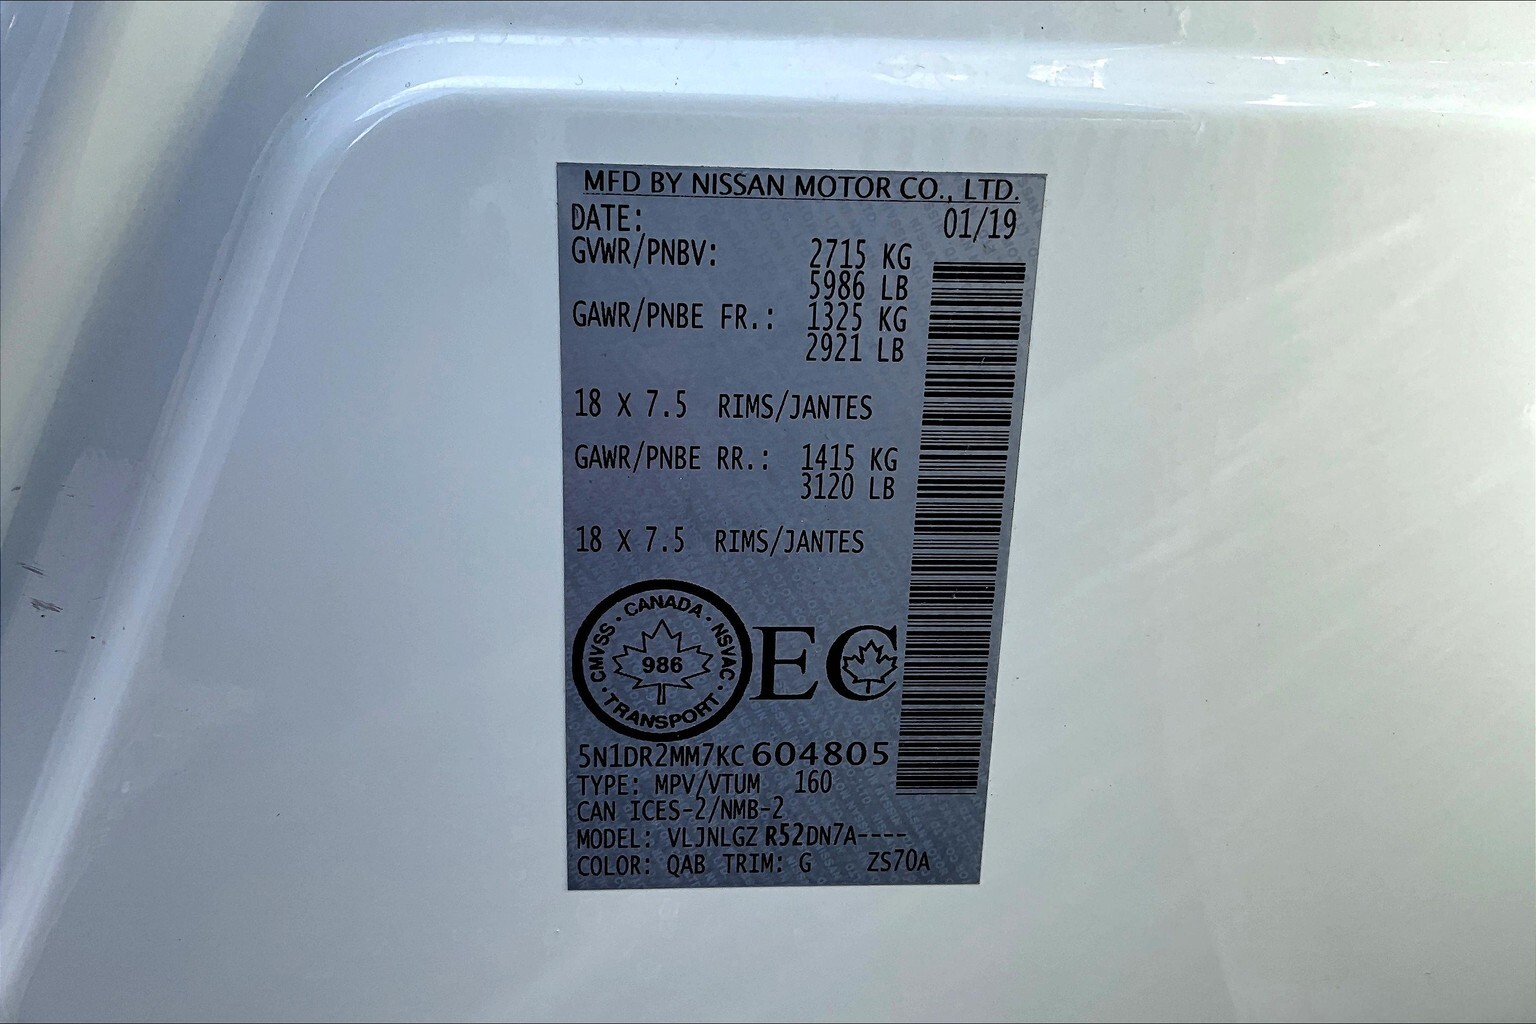 MFD BY NISSAN MOTOR CO., LTD.
DATE: 01/19
GVWR/PNBV: 2715 KG
5986 LB
GAWR/PNBE FR.: 1325 KG
2921 LB
18 X 7.5 RIMS/JANTES
GAWR/PNBE RR.: 1415 KG
3120 LB
18 X 7.5 RIMS/JANTES
CMVSS · CANADA · NSVAC · TRANSPORT
986
EC
5N1DR2MM7KC604805
TYPE: MPV/VTUM 160
CAN ICES-2/NMB-2
MODEL: VLJNLGZ R52DN7A----
COLOR: QAB TRIM: G ZS70A